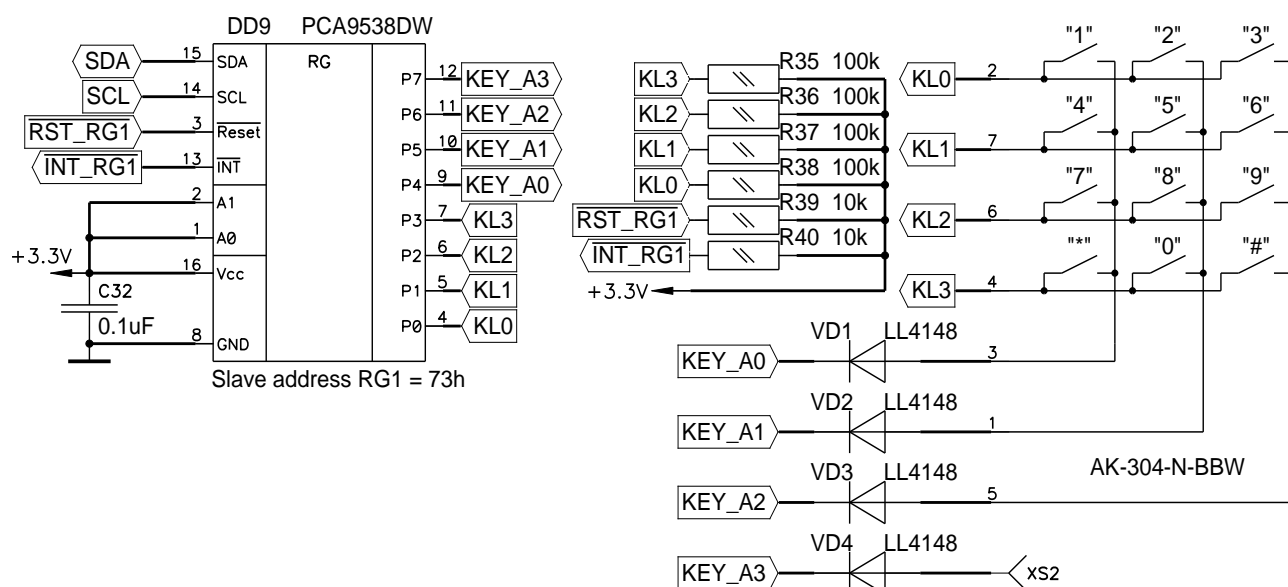 DD9 PCA9538DW
SDA 15 SDA RG
P7 12 KEY_A3
SCL 14 SCL
P6 11 KEY_A2
RST_RG1 3 Reset
P5 10 KEY_A1
INT_RG1 13 INT
P4 9 KEY_A0
2 A1
P3 7 KL3
1 A0
P2 6 KL2
+3.3V
16 Vcc
P1 5 KL1
C32
0.1uF
P0 4 KL0
8 GND
Slave address RG1 = 73h
KL3 R35 100k
KL2 R36 100k
KL1 R37 100k
KL0 R38 100k
RST_RG1 R39 10k
INT_RG1 R40 10k
+3.3V
"1" "2" "3"
KL0 2
"4" "5" "6"
KL1 7
"7" "8" "9"
KL2 6
"*" "0" "#"
KL3 4
VD1 LL4148
KEY_A0 3
VD2 LL4148
KEY_A1 1
AK-304-N-BBW
VD3 LL4148
KEY_A2 5
VD4 LL4148
KEY_A3 XS2